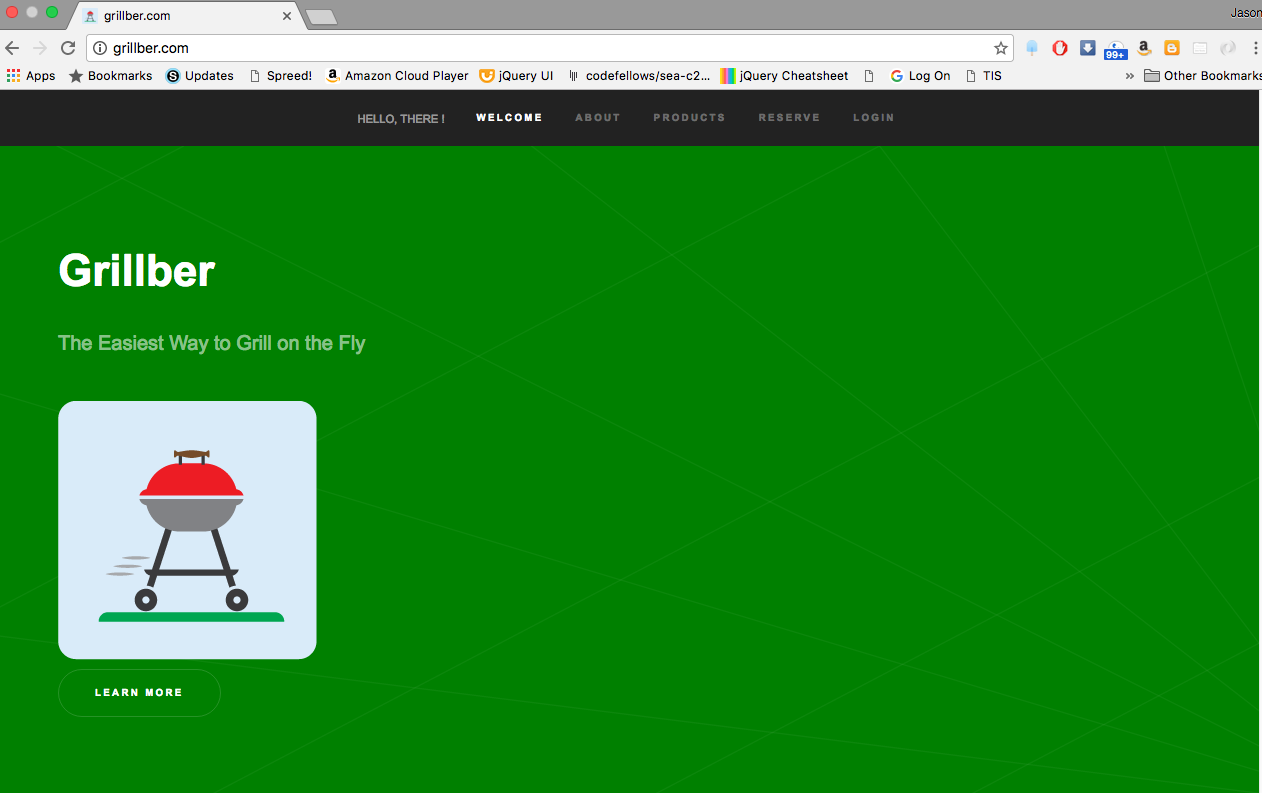 grillber.com
Jason
grillber.com
99+
a
Apps Bookmarks S Updates Spreed! a Amazon Cloud Player jQuery UI codefellows/sea-c2... jQuery Cheatsheet G Log On TIS » Other Bookmarks
HELLO, THERE ! WELCOME ABOUT PRODUCTS RESERVE LOGIN
Grillber
The Easiest Way to Grill on the Fly
LEARN MORE